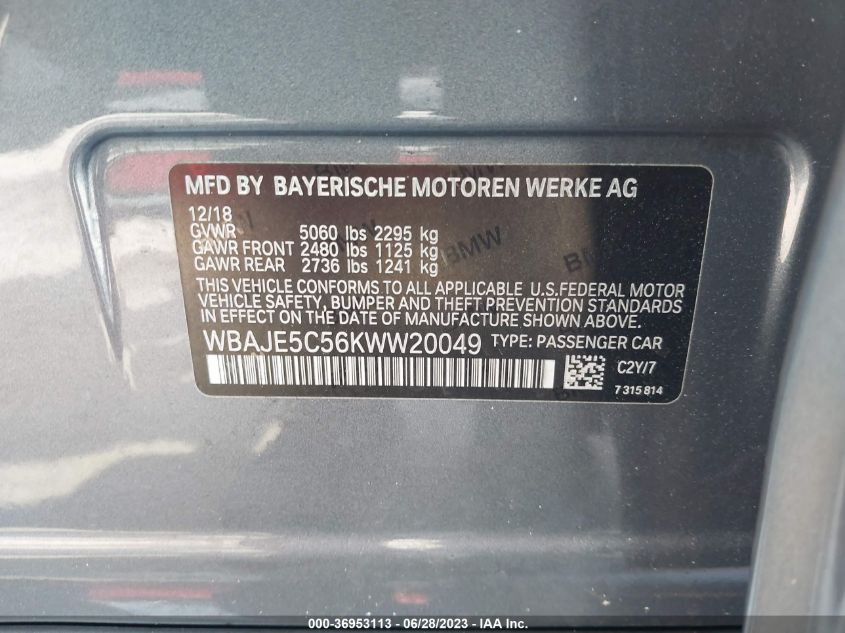 MFD BY BAYERISCHE MOTOREN WERKE AG
12/18
GVWR 5060 lbs 2295 kg
GAWR FRONT 2480 lbs 1125 kg
GAWR REAR 2736 lbs 1241 kg
THIS VEHICLE CONFORMS TO ALL APPLICABLE U.S.FEDERAL MOTOR
VEHICLE SAFETY, BUMPER AND THEFT PREVENTION STANDARDS
IN EFFECT ON THE DATE OF MANUFACTURE SHOWN ABOVE.
WBAJE5C56KWW20049 TYPE: PASSENGER CAR
C2Y/7
7 315 814
BMW
BMW
BMW
000-36953113 - 06/28/2023 - IAA Inc.